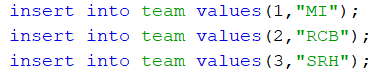 insert into team values(1,"MI");
insert into team values(2,"RCB");
insert into team values(3,"SRH");